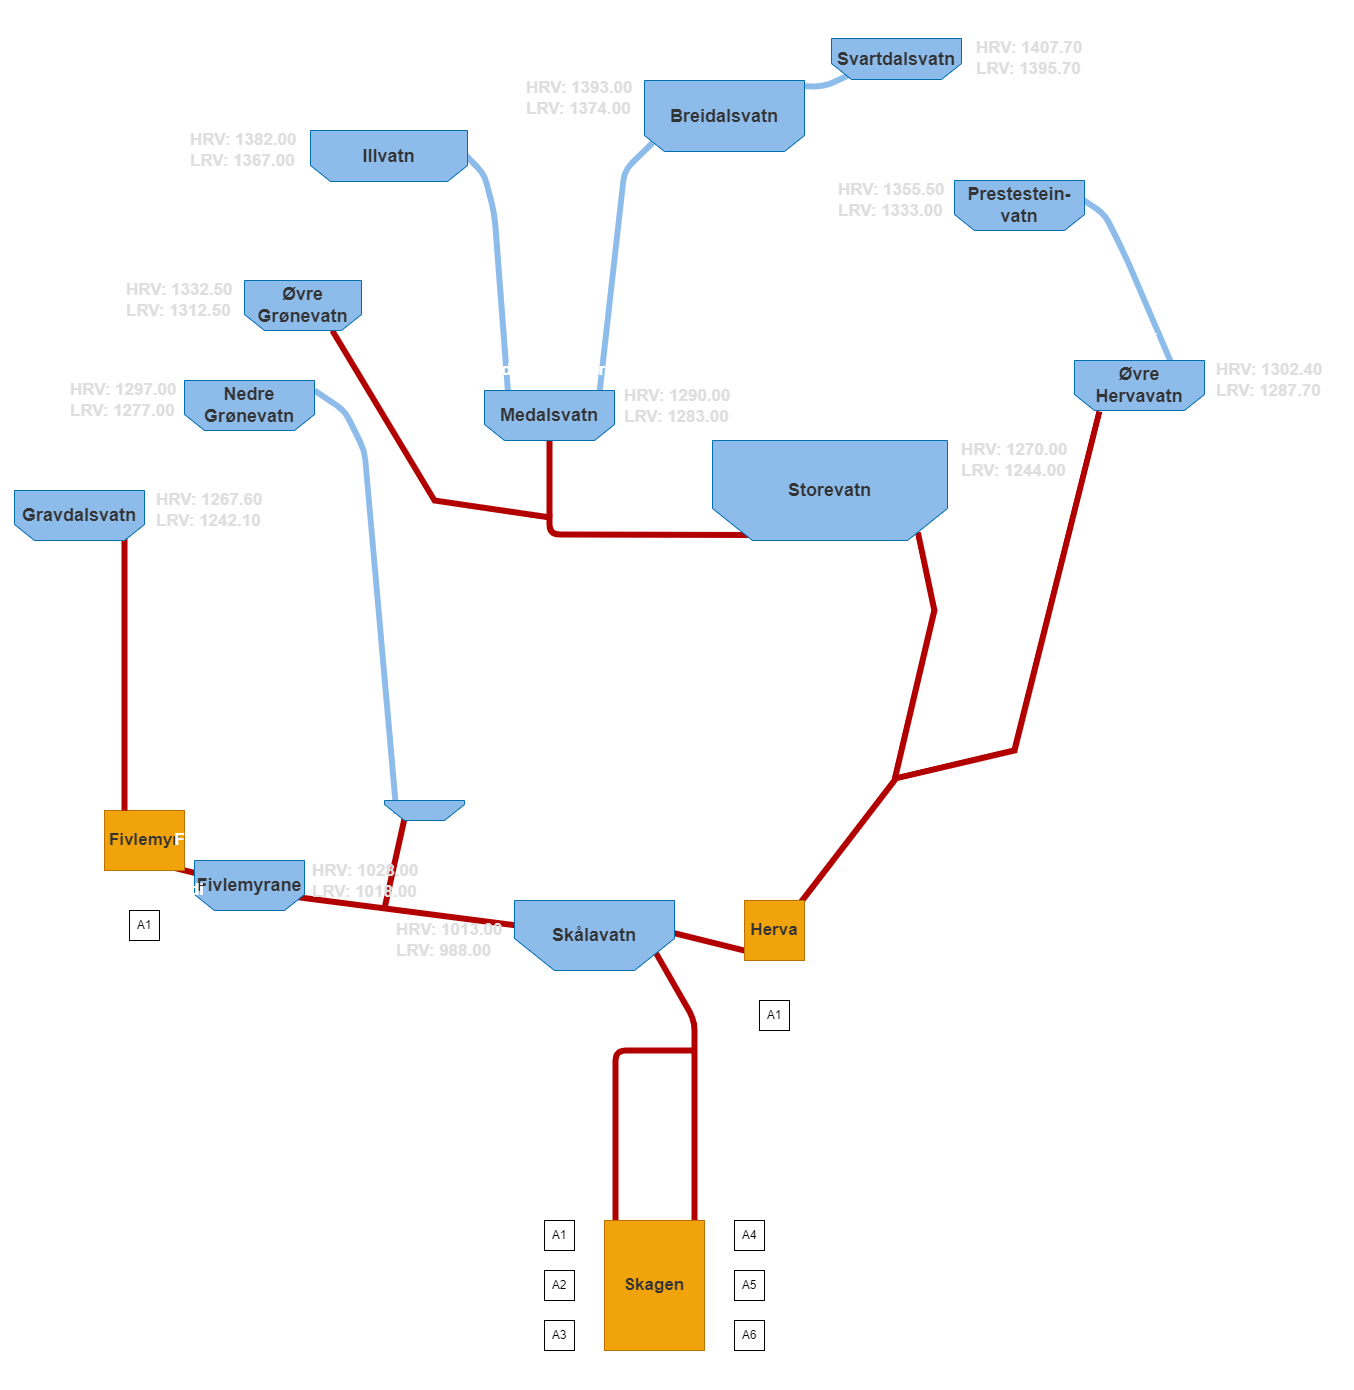 Svartdalsvatn
HRV: 1407.70
LRV: 1395.70
HRV: 1393.00
LRV: 1374.00
Breidalsvatn
HRV: 1382.00
LRV: 1367.00
Illvatn
HRV: 1355.50
LRV: 1333.00
Prestestein-
vatn
HRV: 1332.50
LRV: 1312.50
Øvre
Grønevatn
HRV: 1297.00
LRV: 1277.00
Nedre
Grønevatn
Medalsvatn
HRV: 1290.00
LRV: 1283.00
Øvre
Hervavatn
HRV: 1302.40
LRV: 1287.70
Storevatn
HRV: 1270.00
LRV: 1244.00
Gravdalsvatn
HRV: 1267.60
LRV: 1242.10
Fivlemyr
Fivlemyrane
HRV: 1028.00
LRV: 1018.00
A1
HRV: 1013.00
LRV: 988.00
Skålavatn
Herva
A1
A1
A4
A2
Skagen
A5
A3
A6